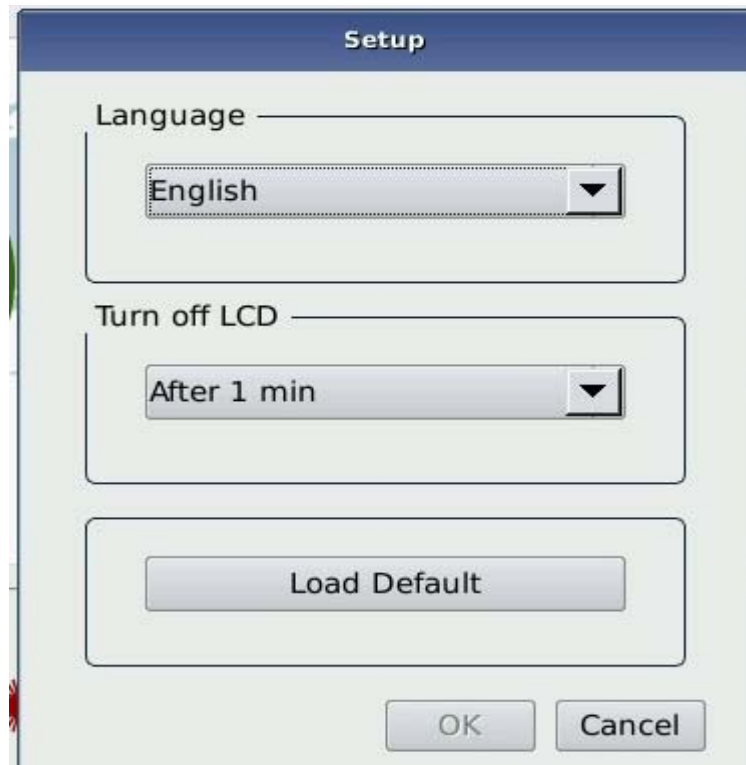 Setup
Language
English
Turn off LCD
After 1 min
Load Default
OK
Cancel